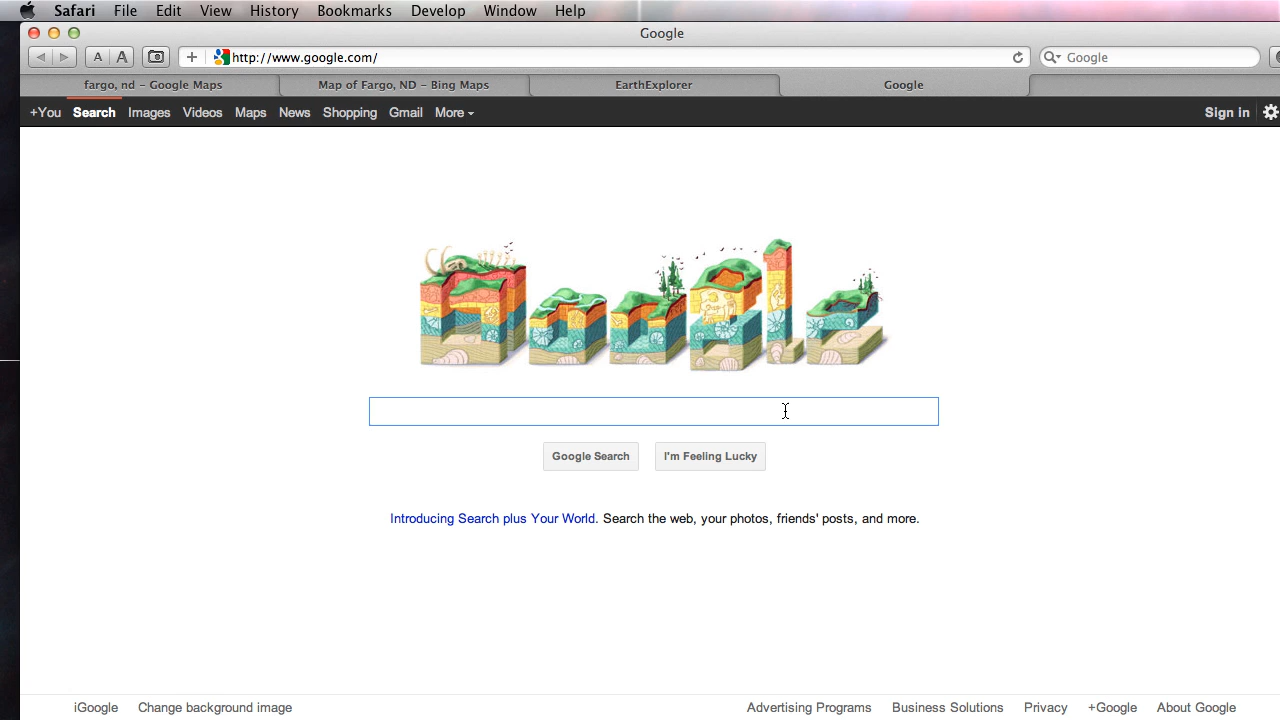 Safari File Edit View History Bookmarks Develop Window Help
Google
A A + http://www.google.com/ Google
fargo, nd – Google Maps Map of Fargo, ND – Bing Maps EarthExplorer Google
+You Search Images Videos Maps News Shopping Gmail More Sign in
Google
Google Search I'm Feeling Lucky
Introducing Search plus Your World. Search the web, your photos, friends' posts, and more.
iGoogle Change background image Advertising Programs Business Solutions Privacy +Google About Google